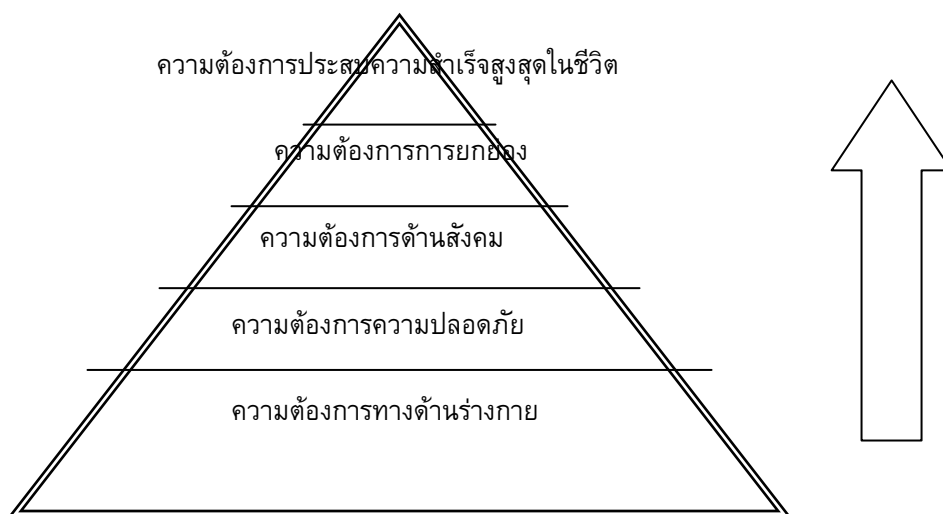 ความต้องการประสบความสำเร็จสูงสุดในชีวิต
ความต้องการการยกย่อง
ความต้องการด้านสังคม
ความต้องการความปลอดภัย
ความต้องการทางด้านร่างกาย